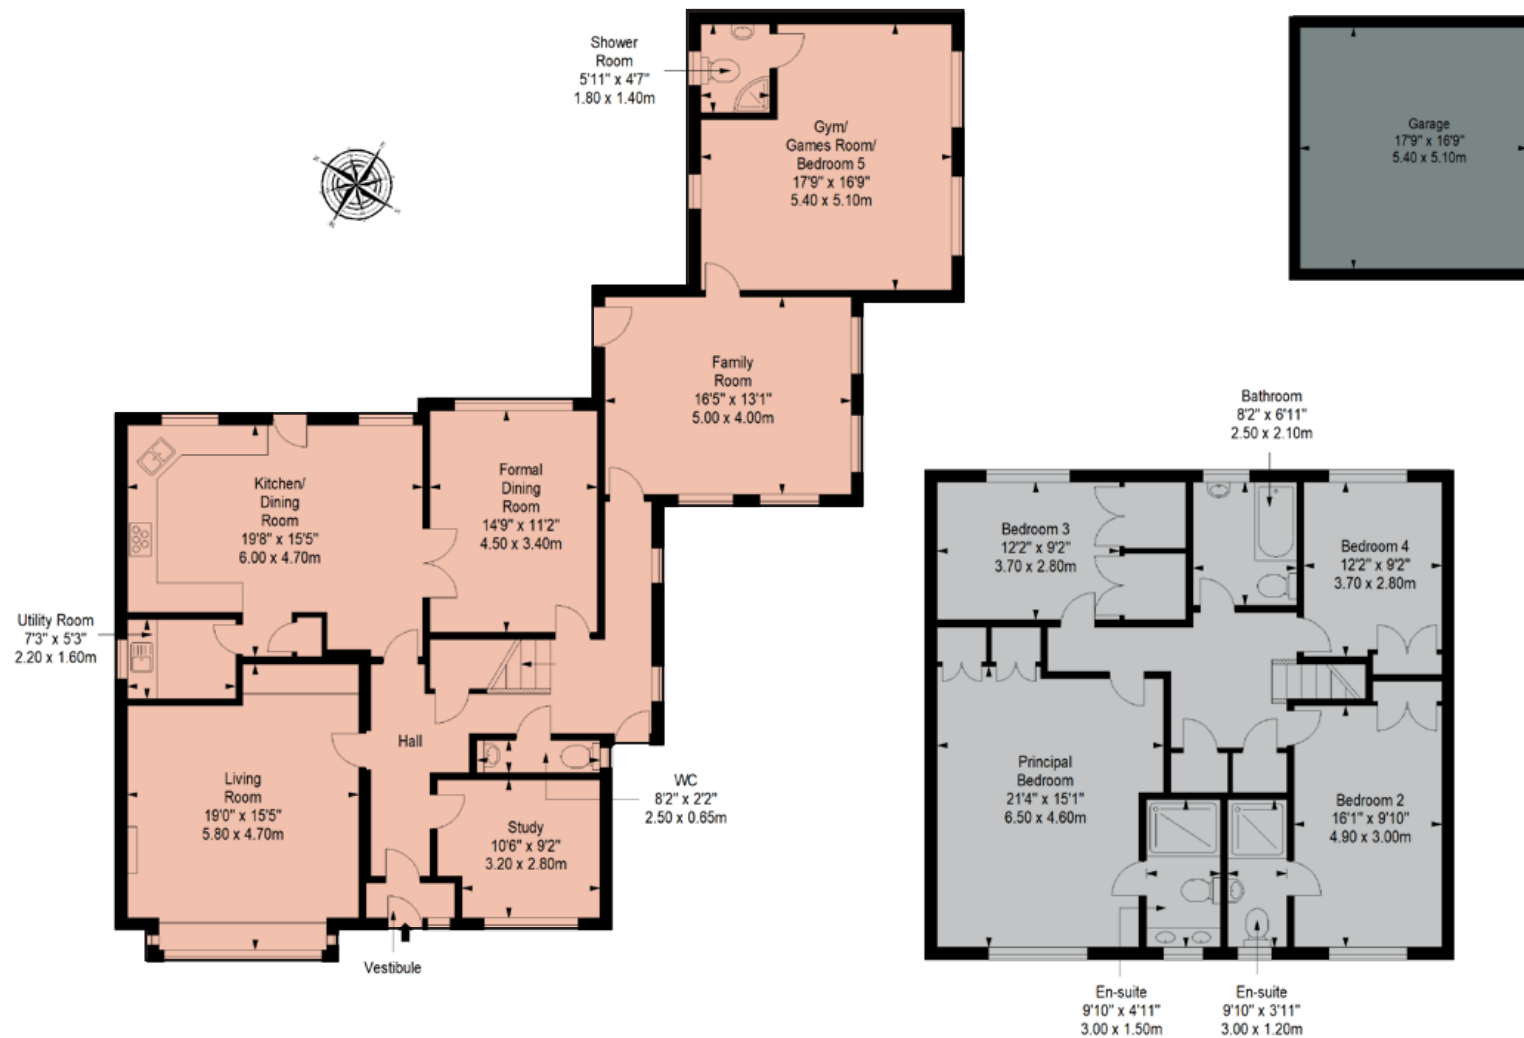 Shower
Room
5'11" x 4'7"
1.80 x 1.40m
Gym/
Games Room/
Bedroom 5
17'9" x 16'9"
5.40 x 5.10m
Garage
17'9" x 16'9"
5.40 x 5.10m
Family
Room
16'5" x 13'1"
5.00 x 4.00m
Kitchen/
Dining
Room
19'8" x 15'5"
6.00 x 4.70m
Formal
Dining
Room
14'9" x 11'2"
4.50 x 3.40m
Utility Room
7'3" x 5'3"
2.20 x 1.60m
Hall
Living
Room
19'0" x 15'5"
5.80 x 4.70m
WC
8'2" x 2'2"
2.50 x 0.65m
Study
10'6" x 9'2"
3.20 x 2.80m
Vestibule
Bathroom
8'2" x 6'11"
2.50 x 2.10m
Bedroom 3
12'2" x 9'2"
3.70 x 2.80m
Bedroom 4
12'2" x 9'2"
3.70 x 2.80m
Principal
Bedroom
21'4" x 15'1"
6.50 x 4.60m
Bedroom 2
16'1" x 9'10"
4.90 x 3.00m
En-suite
9'10" x 4'11"
3.00 x 1.50m
En-suite
9'10" x 3'11"
3.00 x 1.20m